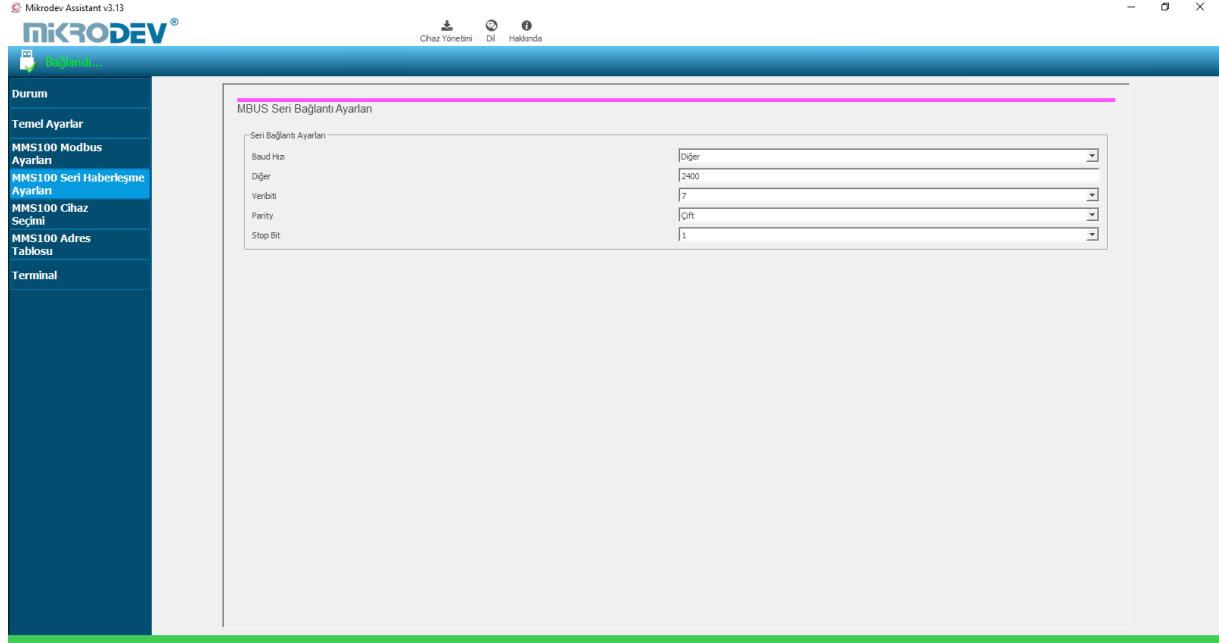 Mikrodev Assistant v3.13
MiKRODEV®
Cihaz Yönetimi Dil Hakkında
Bağlandı...
Durum
Temel Ayarlar
MMS100 Modbus
Ayarları
MMS100 Seri Haberleşme
Ayarları
MMS100 Cihaz
Seçimi
MMS100 Adres
Tablosu
Terminal
MBUS Seri Bağlantı Ayarları
Seri Bağlantı Ayarları
Baud Hızı Diğer
Diğer 2400
Veribiti 7
Parity Çift
Stop Bit 1